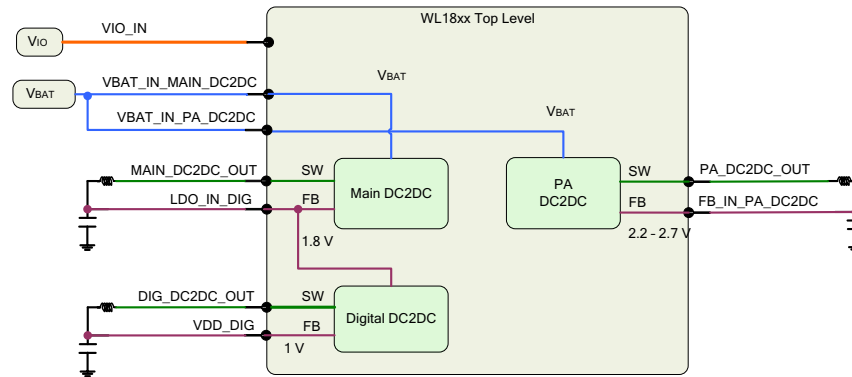 WL18xx Top Level
VIO
VIO_IN
VBAT
VBAT_IN_MAIN_DC2DC
VBAT
VBAT_IN_PA_DC2DC
VBAT
MAIN_DC2DC_OUT
SW
Main DC2DC
LDO_IN_DIG
FB
1.8 V
PA
DC2DC
SW
PA_DC2DC_OUT
FB
FB_IN_PA_DC2DC
2.2 – 2.7 V
DIG_DC2DC_OUT
SW
Digital DC2DC
VDD_DIG
FB
1 V